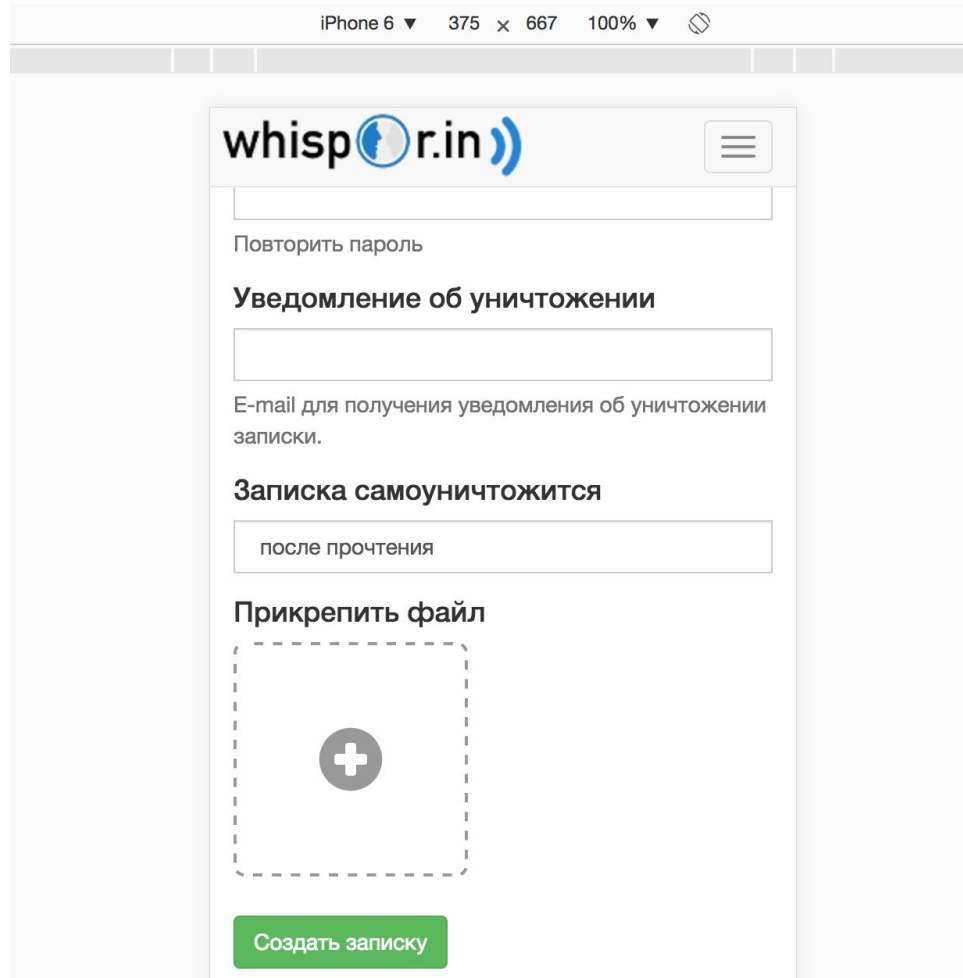 iPhone 6 ▼ 375 × 667 100% ▼
whisp r.in
Повторить пароль
Уведомление об уничтожении
E-mail для получения уведомления об уничтожении
записки.
Записка самоуничтожится
после прочтения
Прикрепить файл
Создать записку